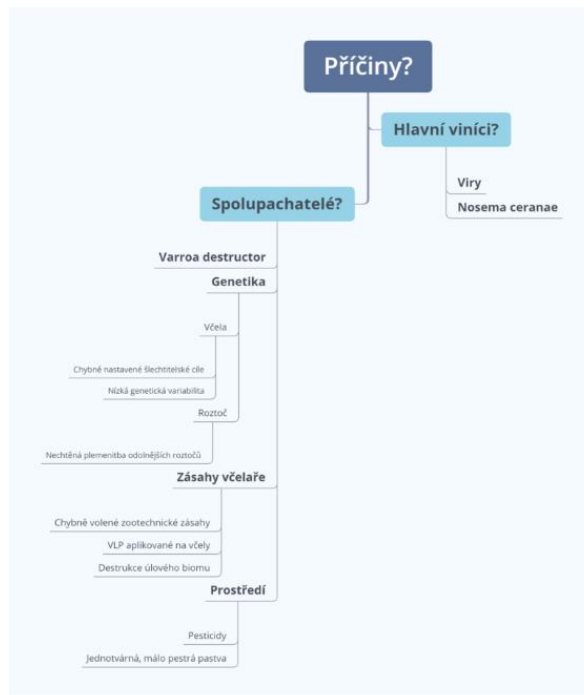 Příčiny?
Hlavní viníci?
Viry
Nosema ceranae
Spolupachatelé?
Varroa destructor
Genetika
Včela
Chybně nastavené šlechtitelské cíle
Nízká genetická variabilita
Roztoč
Nechtěná plemenitba odolnějších roztočů
Zásahy včelaře
Chybně volené zootechnické zásahy
VLP aplikované na včely
Destrukce úlového biomu
Prostředí
Pesticidy
Jednotvárná, málo pestrá pastva